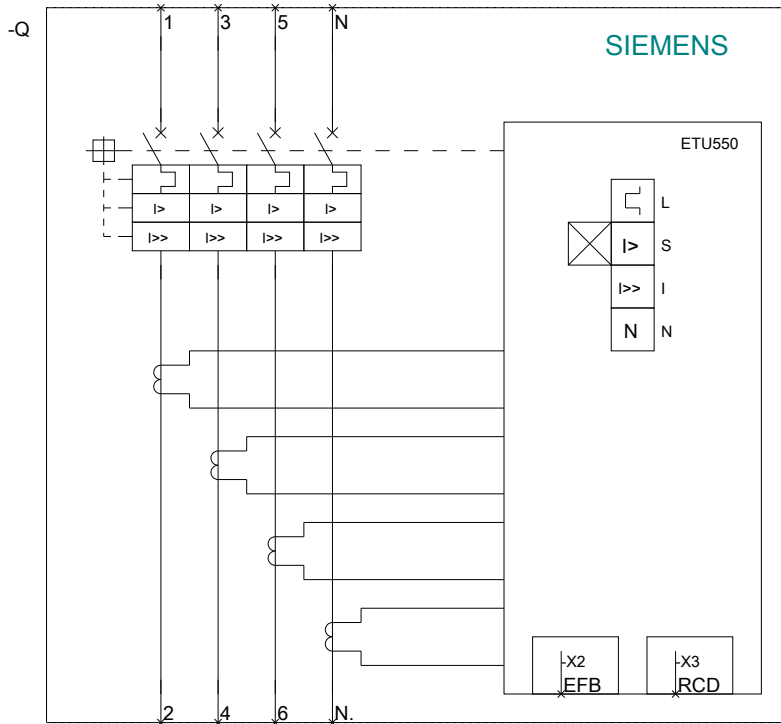 -Q
1 3 5 N
SIEMENS
ETU550
L
I> I> I> I>
I>> I>> I>> I>>
I> S
I>> I
N N
-X2
EFB
-X3
RCD
2 4 6 N.